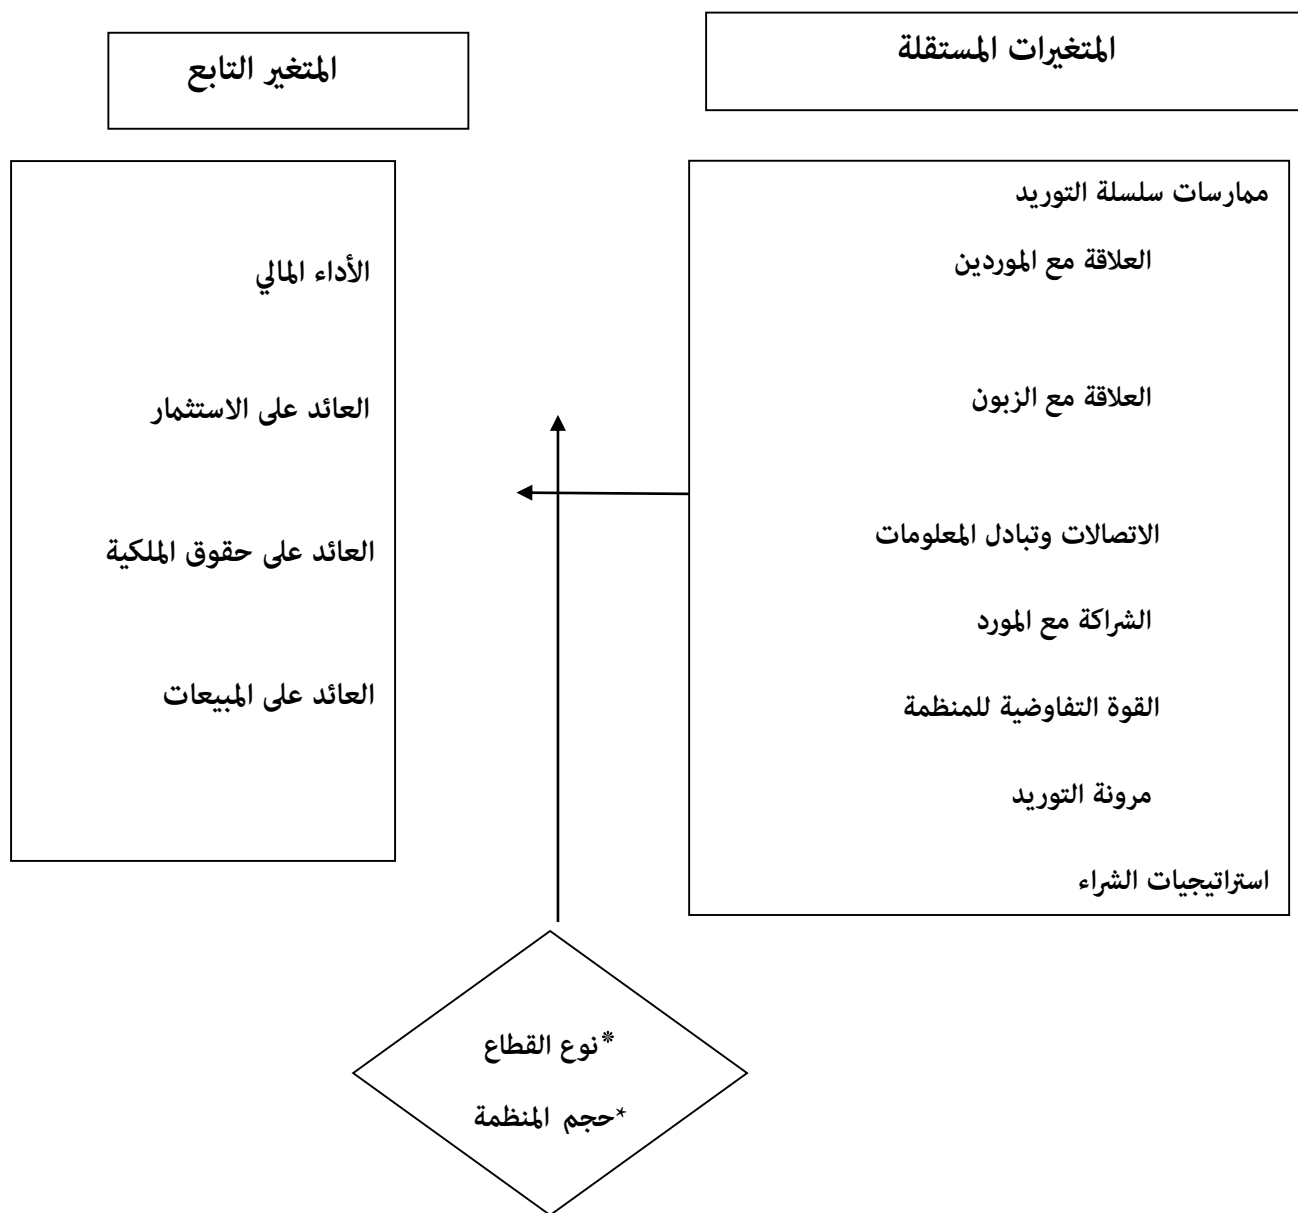 المتغيرات المستقلة
المتغير التابع
ممارسات سلسلة التوريد
العلاقة مع الموردين
العلاقة مع الزبون
الاتصالات وتبادل المعلومات
الشراكة مع المورد
القوة التفاوضية للمنظمة
مرونة التوريد
استراتيجيات الشراء
الأداء المالي
العائد على الاستثمار
العائد على حقوق الملكية
العائد على المبيعات
*نوع القطاع
*حجم المنظمة